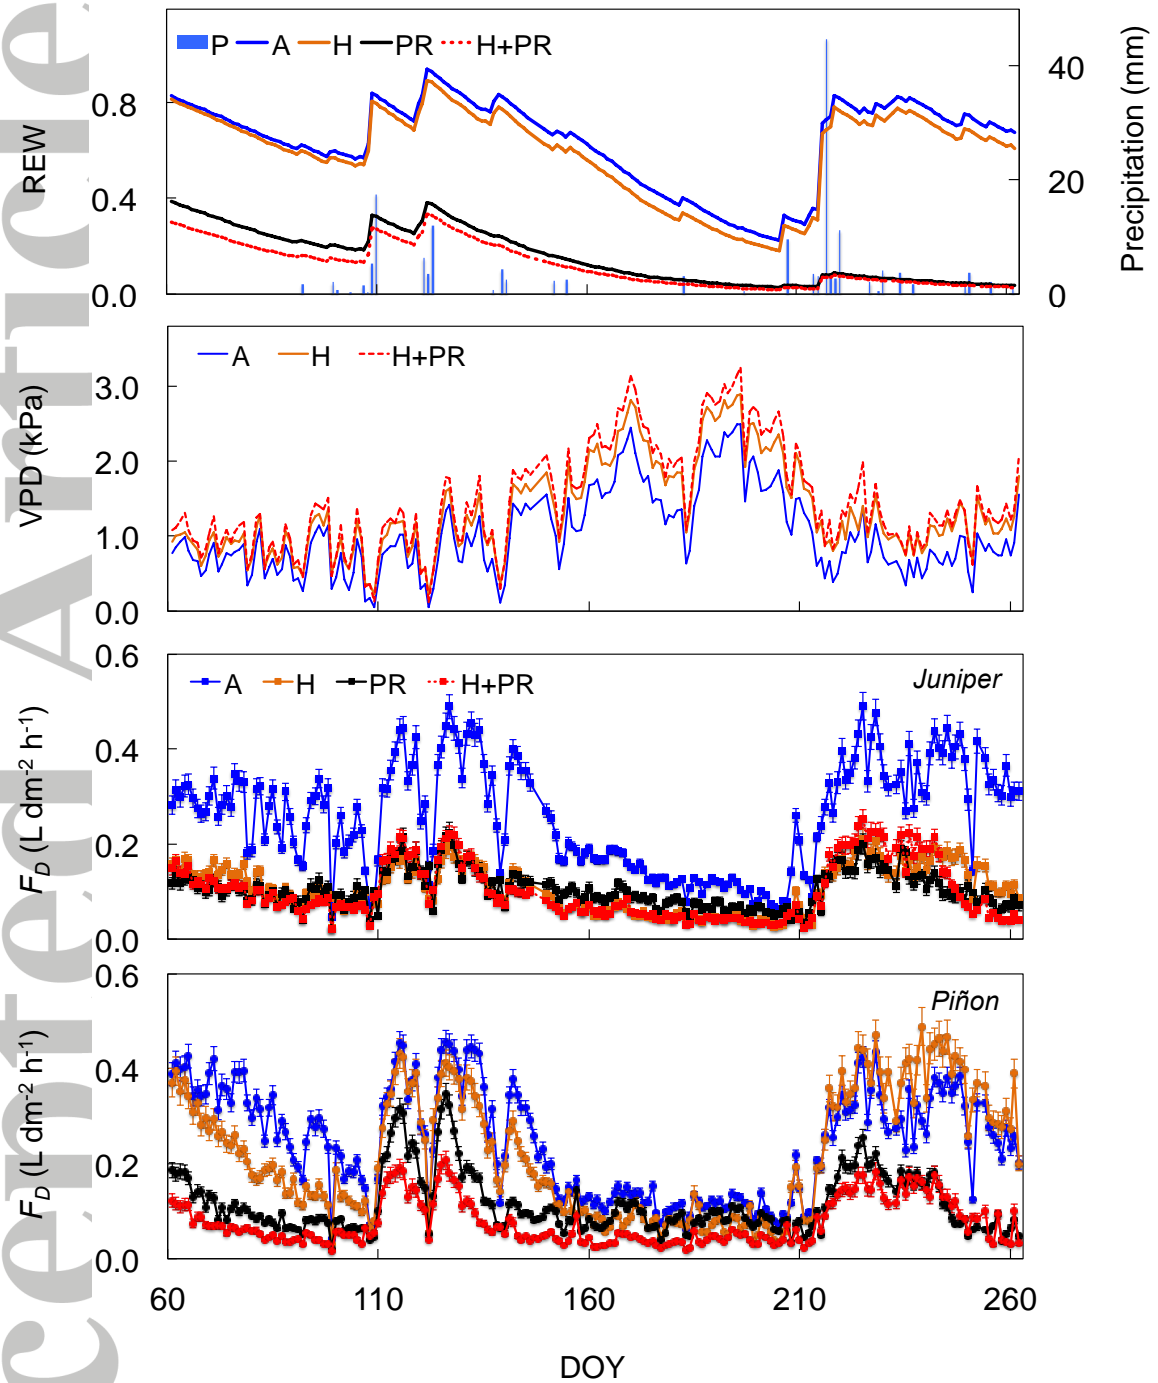 P A H PR H+PR
REW
0.8
0.4
0.0
Precipitation (mm)
40
20
0
A H H+PR
VPD (kPa)
3.0
2.0
1.0
0.0
A H PR H+PR
Juniper
F_D (L dm⁻² h⁻¹)
0.6
0.4
0.2
0.0
Piñon
F_D (L dm⁻² h⁻¹)
0.6
0.4
0.2
0.0
60 110 160 210 260
DOY